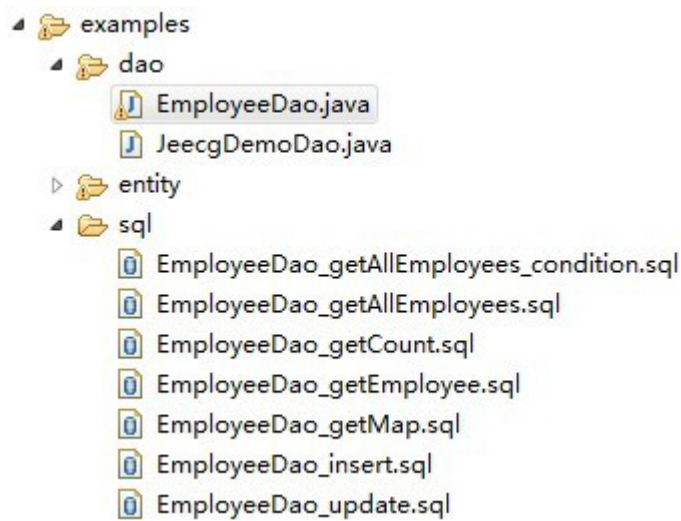 examples
dao
EmployeeDao.java
JeecgDemoDao.java
entity
sql
EmployeeDao_getAllEmployees_condition.sql
EmployeeDao_getAllEmployees.sql
EmployeeDao_getCount.sql
EmployeeDao_getEmployee.sql
EmployeeDao_getMap.sql
EmployeeDao_insert.sql
EmployeeDao_update.sql